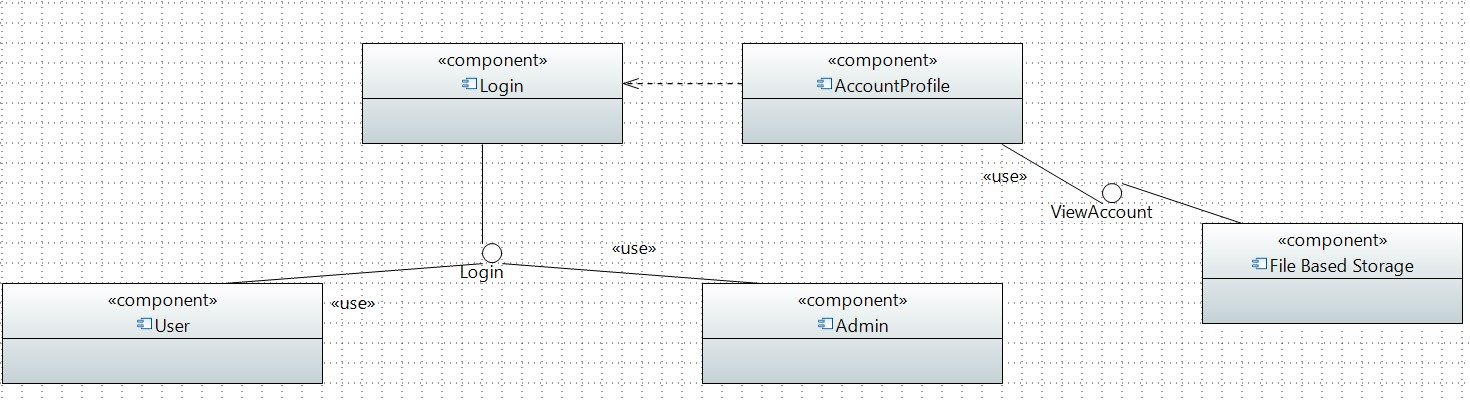 «component»
Login
«component»
AccountProfile
«use»
ViewAccount
«component»
File Based Storage
«use»
Login
«component»
User
«use»
«component»
Admin